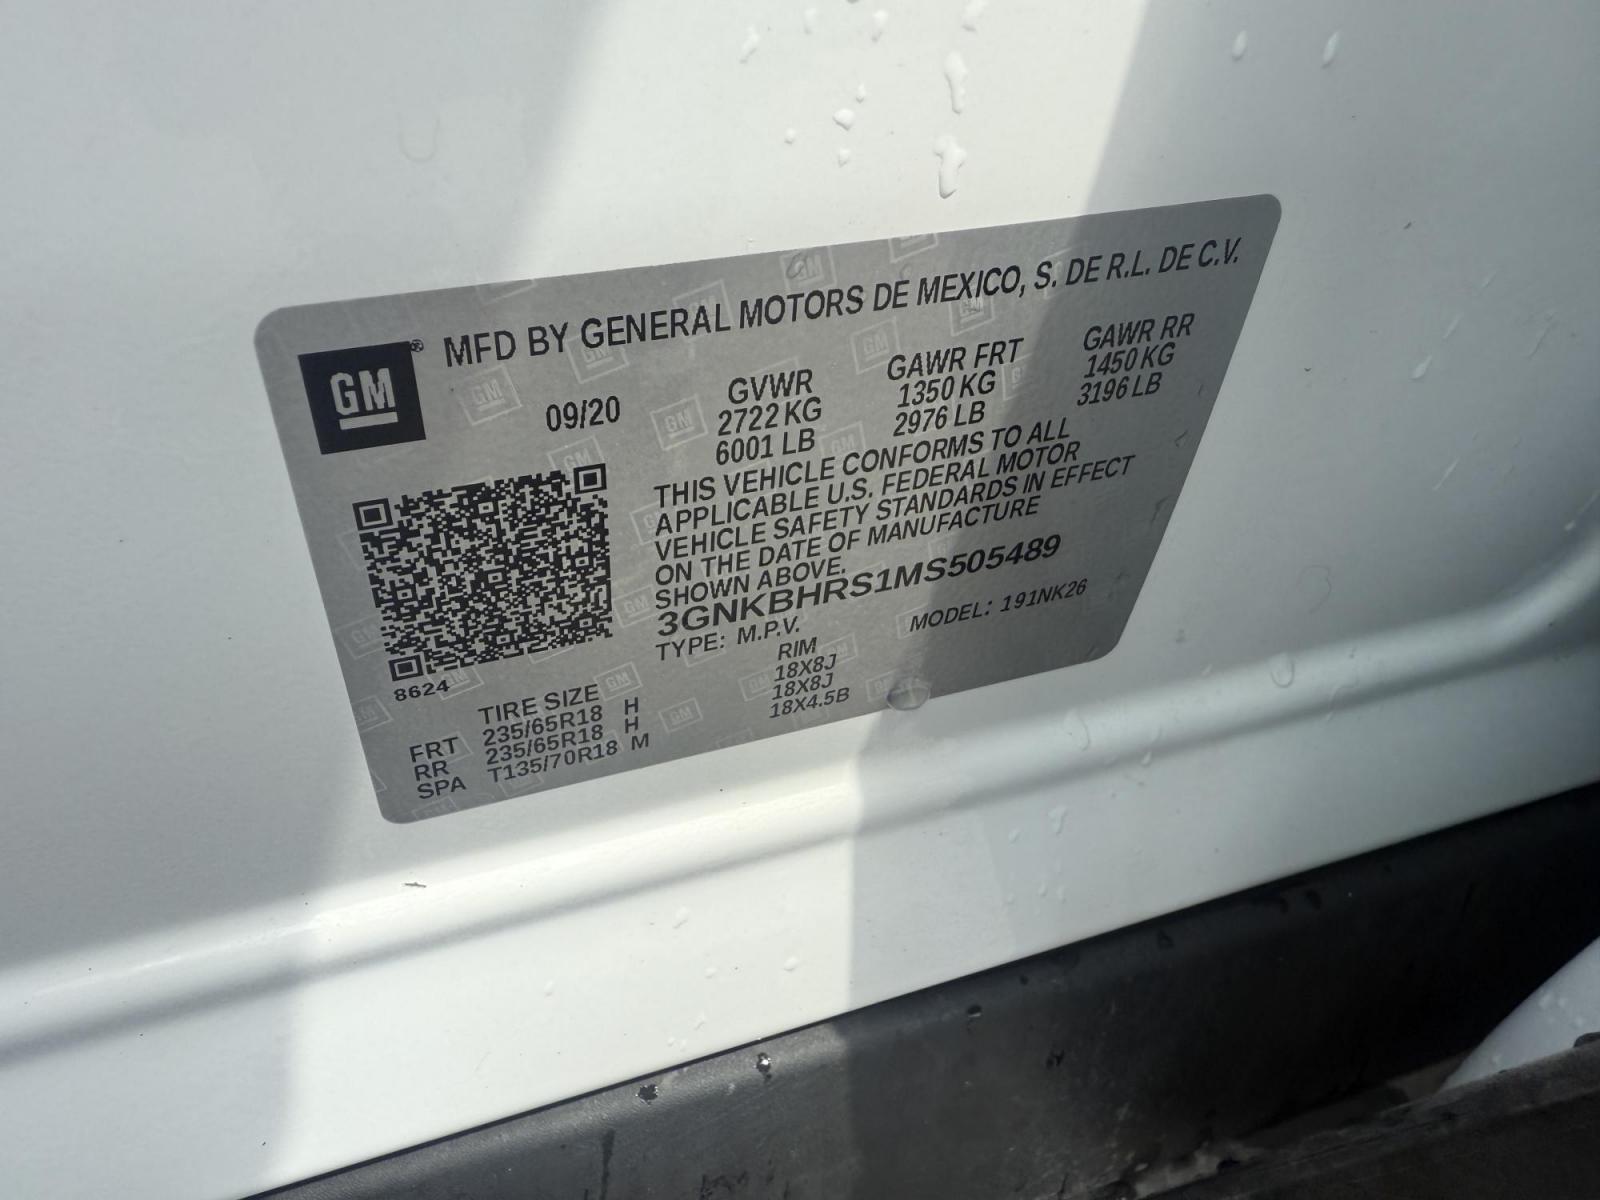 GM® MFD BY GENERAL MOTORS DE MEXICO, S. DE R.L. DE C.V.
09/20 GVWR GAWR FRT GAWR RR
2722 KG 1350 KG 1450 KG
6001 LB 2976 LB 3196 LB
THIS VEHICLE CONFORMS TO ALL
APPLICABLE U.S. FEDERAL MOTOR
VEHICLE SAFETY STANDARDS IN EFFECT
ON THE DATE OF MANUFACTURE
SHOWN ABOVE.
3GNKBHRS1MS505489
TYPE: M.P.V. MODEL: 191NK26
8624
TIRE SIZE RIM
FRT 235/65R18 H 18X8J
RR 235/65R18 H 18X8J
SPA T135/70R18 M 18X4.5B